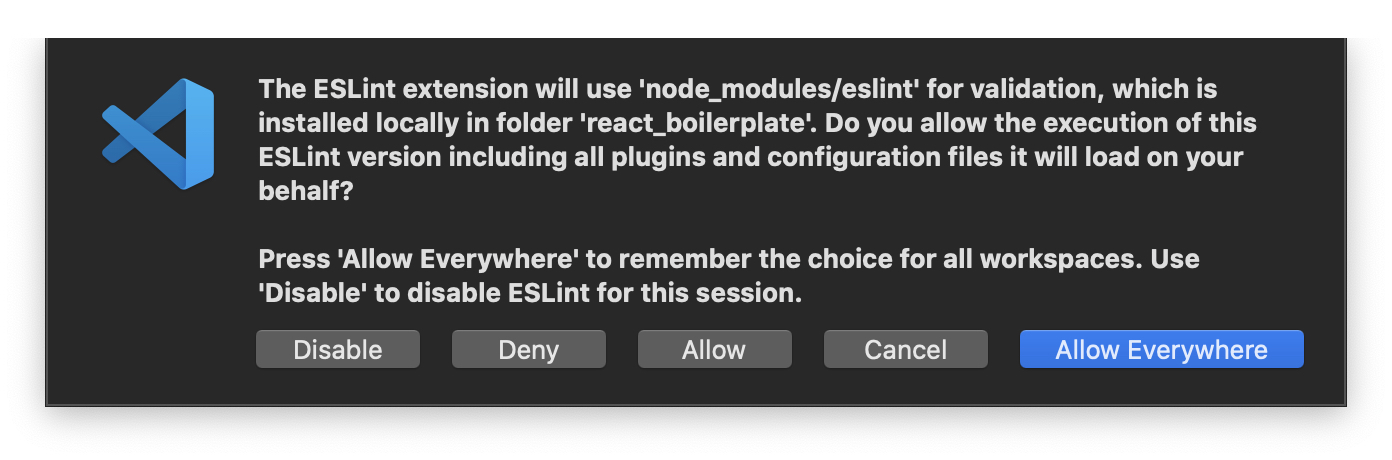 The ESLint extension will use 'node_modules/eslint' for validation, which is
installed locally in folder 'react_boilerplate'. Do you allow the execution of this
ESLint version including all plugins and configuration files it will load on your
behalf?
Press 'Allow Everywhere' to remember the choice for all workspaces. Use
'Disable' to disable ESLint for this session.
Disable Deny Allow Cancel Allow Everywhere